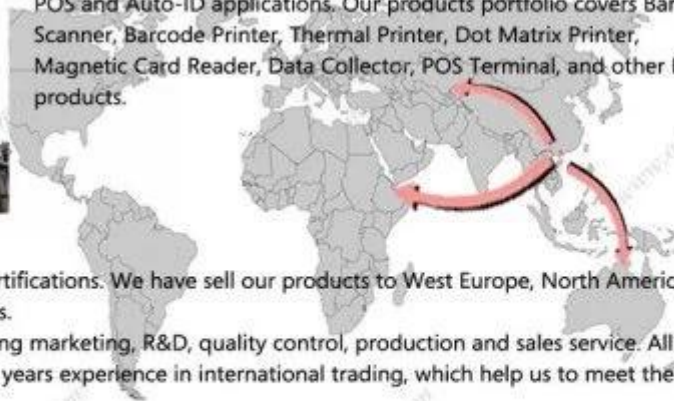 POS and Auto-ID applications. Our products portfolio covers
Scanner, Barcode Printer, Thermal Printer, Dot Matrix Printer,
Magnetic Card Reader, Data Collector, POS Terminal, and other
products.
rtifications. We have sell our products to West Europe, North Americ
s.
ng marketing, R&D, quality control, production and sales service. All
years experience in international trading, which help us to meet the